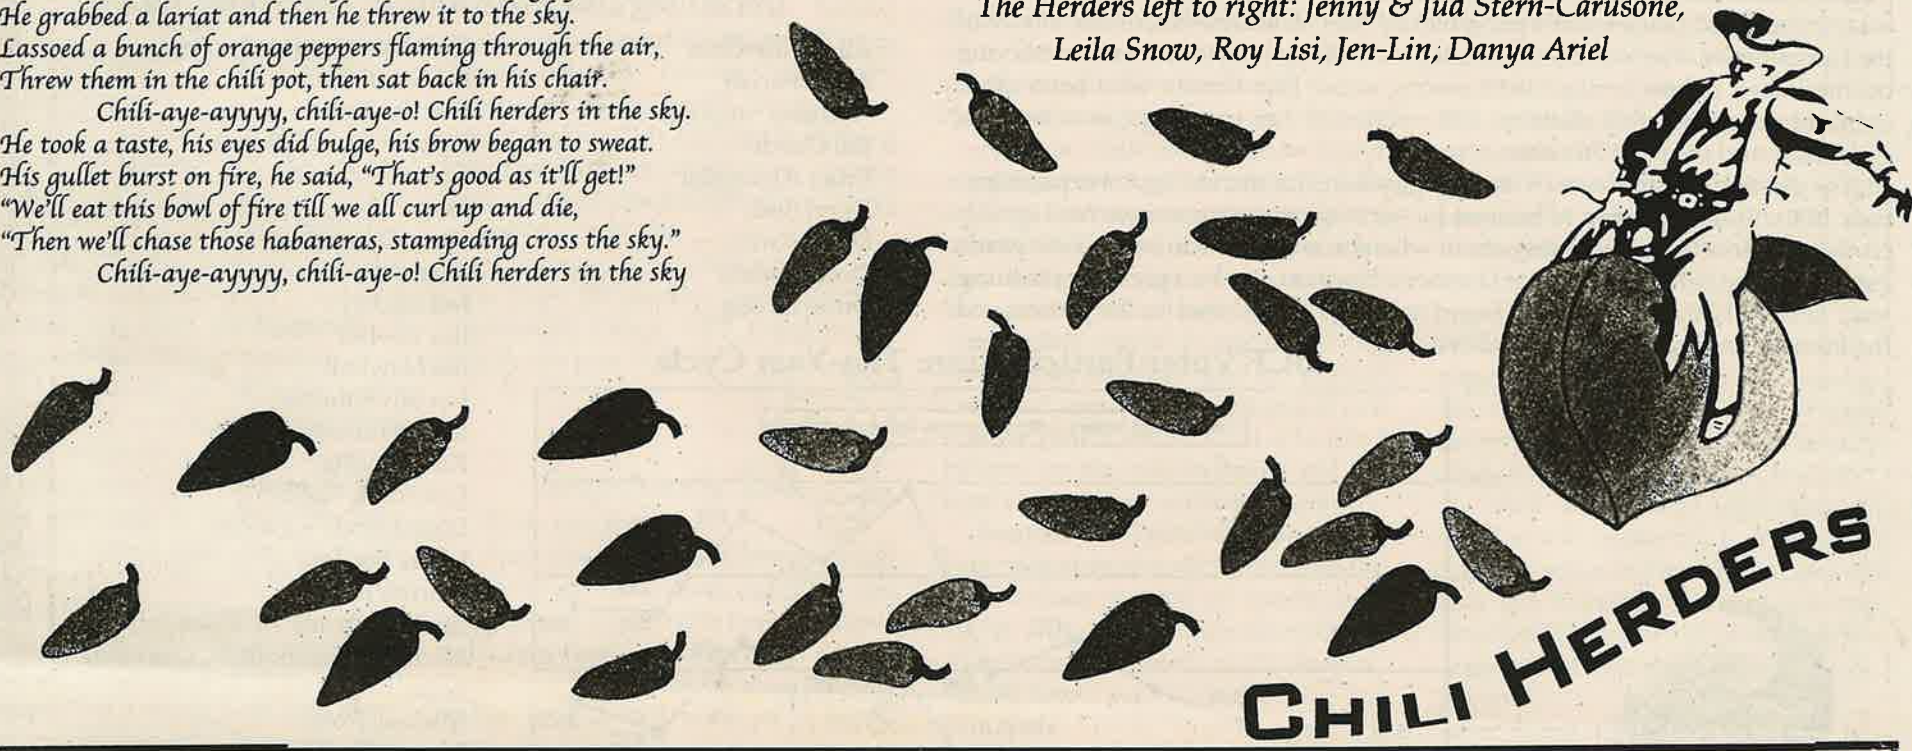 He grabbed a lariat and then he threw it to the sky.
Lassoed a bunch of orange peppers flaming through the air,
Threw them in the chili pot, then sat back in his chair.
Chili-aye-ayyyy, chili-aye-o! Chili herders in the sky.
He took a taste, his eyes did bulge, his brow began to sweat.
His gullet burst on fire, he said, “That's good as it'll get!”
“We'll eat this bowl of fire till we all curl up and die,
“Then we'll chase those habaneras, stampeding cross the sky.”
Chili-aye-ayyyy, chili-aye-o! Chili herders in the sky
The Herders left to right: Jenny & Jud Stern-Carusone,
Leila Snow, Roy Lisi, Jen-Lin, Danya Ariel
CHILI HERDERS